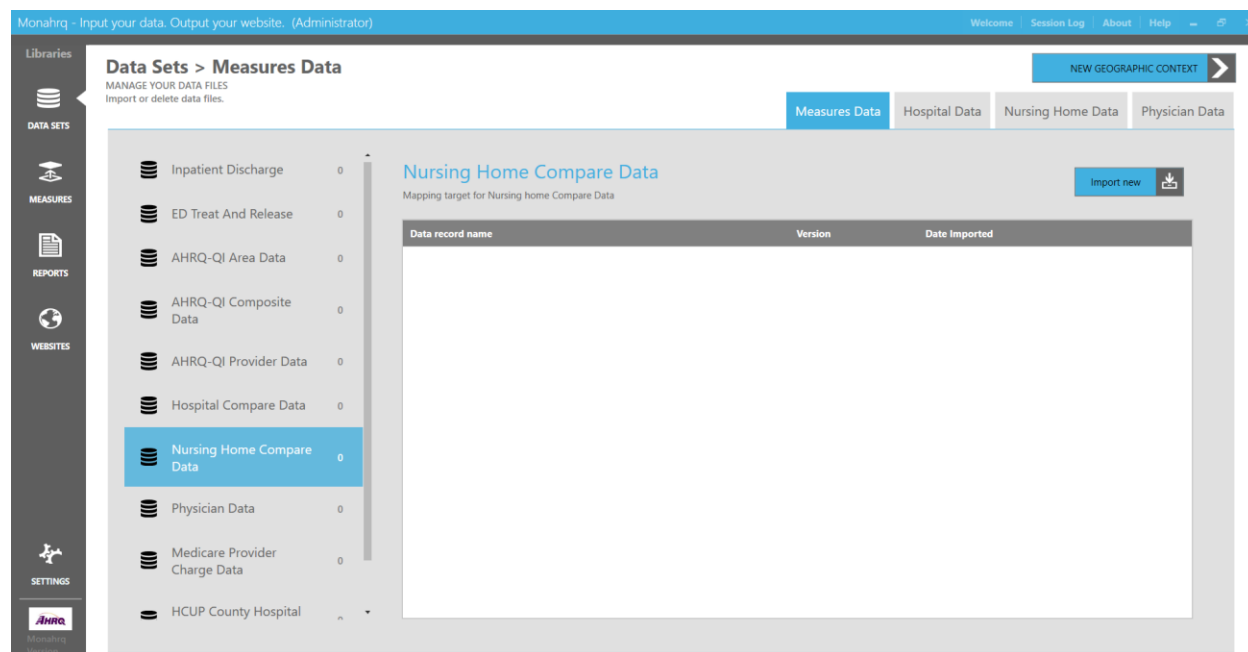 Monahrq - Input your data. Output your website. (Administrator)
Welcome Session Log About Help
Libraries
DATA SETS
MEASURES
REPORTS
WEBSITES
SETTINGS
AHRQ
Monahrq
Data Sets > Measures Data
MANAGE YOUR DATA FILES
Import or delete data files.
NEW GEOGRAPHIC CONTEXT
Measures Data Hospital Data Nursing Home Data Physician Data
Inpatient Discharge 0
ED Treat And Release 0
AHRQ-QI Area Data 0
AHRQ-QI Composite
Data 0
AHRQ-QI Provider Data 0
Hospital Compare Data 0
Nursing Home Compare
Data 0
Physician Data 0
Medicare Provider
Charge Data 0
HCUP County Hospital
Nursing Home Compare Data
Mapping target for Nursing home Compare Data
Import new
Data record name Version Date Imported